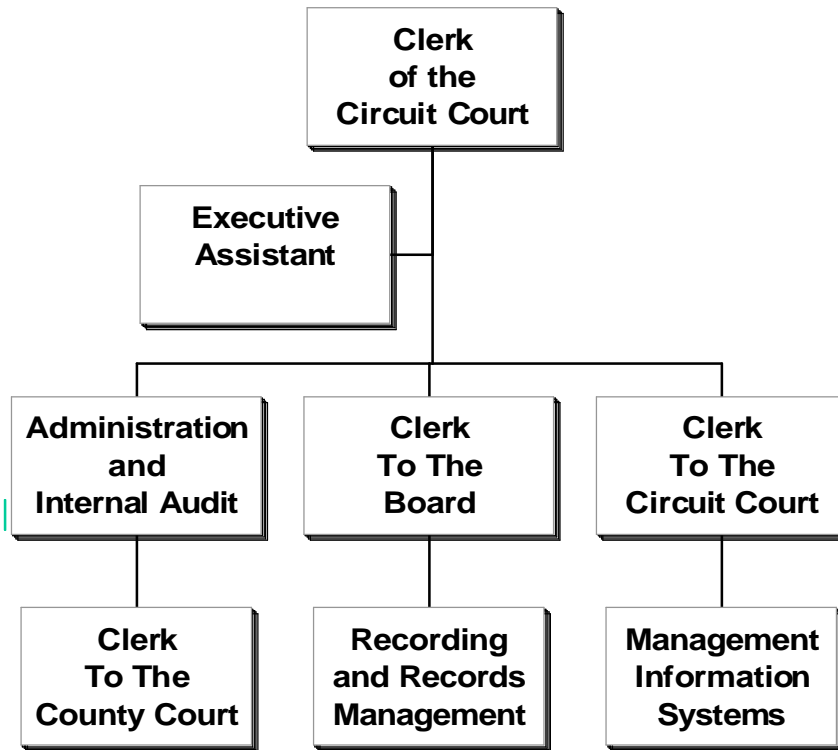 Clerk
of the
Circuit Court
Executive
Assistant
Administration
and
Internal Audit
Clerk
To The
Board
Clerk
To The
Circuit Court
Clerk
To The
County Court
Recording
and Records
Management
Management
Information
Systems